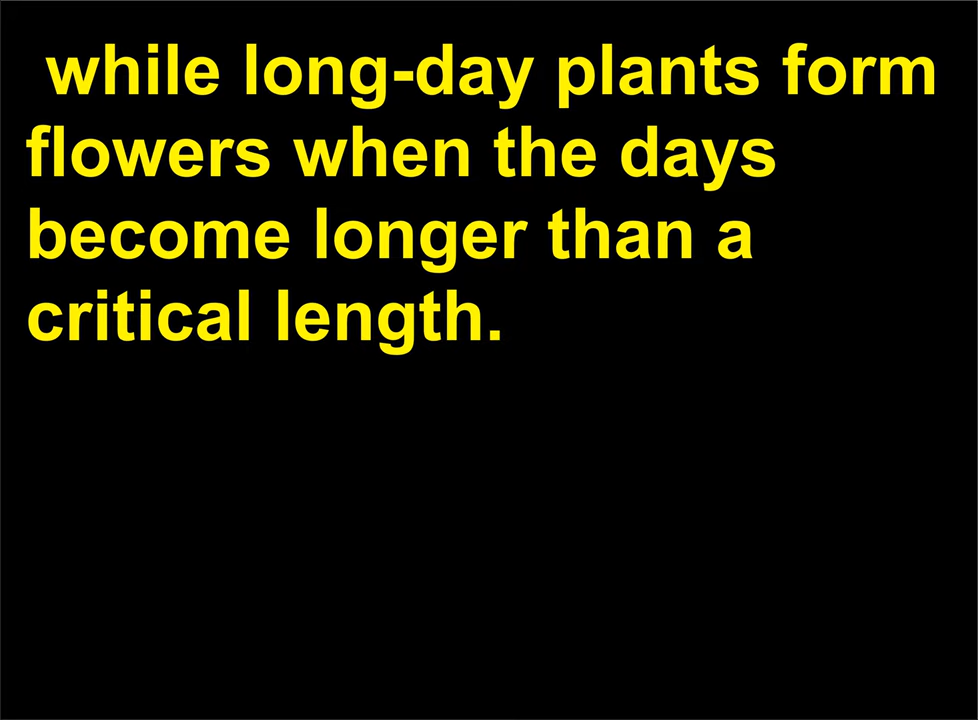 while long-day plants form
flowers when the days
become longer than a
critical length.